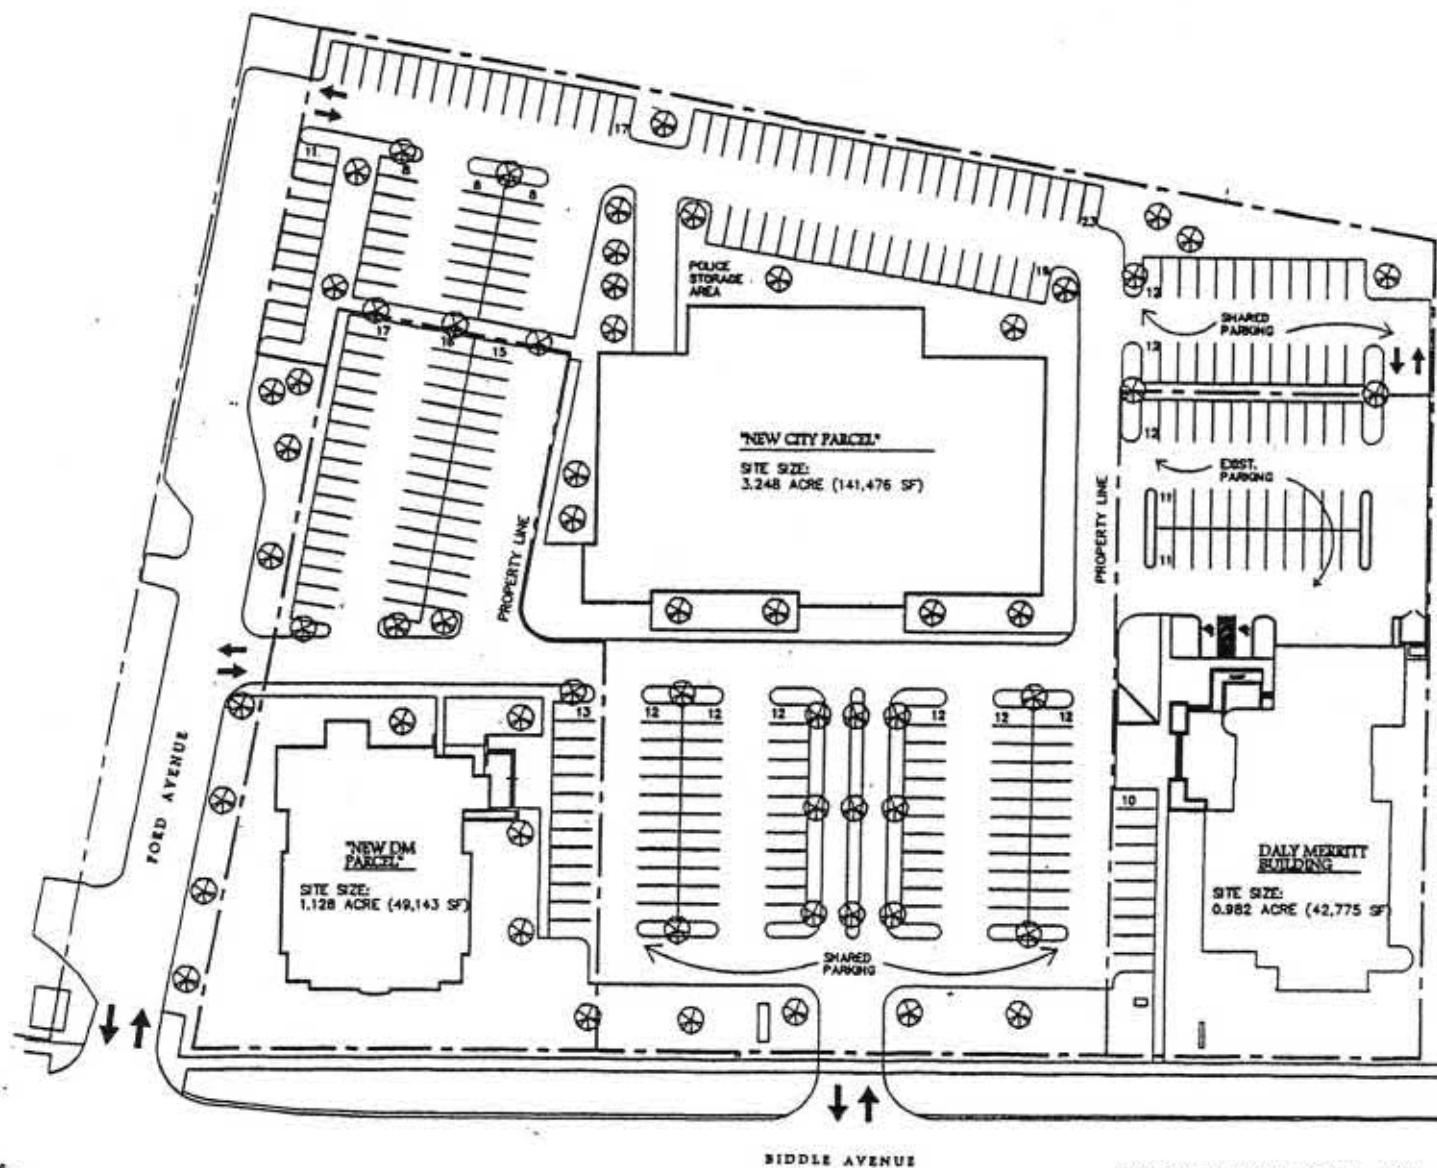 17
11
8
8
8
23
19
POLICE
STORAGE
AREA
12
SHARED
PARKING
12
17
16
15
"NEW CITY PARCEL"
SITE SIZE:
3.248 ACRE (141,476 SF)
12
EXIST.
PARKING
11
11
PROPERTY LINE
PROPERTY LINE
13
12
12
12
12
12
12
FORD AVENUE
10
"NEW DM
PARCEL"
SITE SIZE:
1.128 ACRE (49,143 SF)
DALY MERRITT
BUILDING
SITE SIZE:
0.982 ACRE (42,775 SF)
SHARED
PARKING
BIDDLE AVENUE